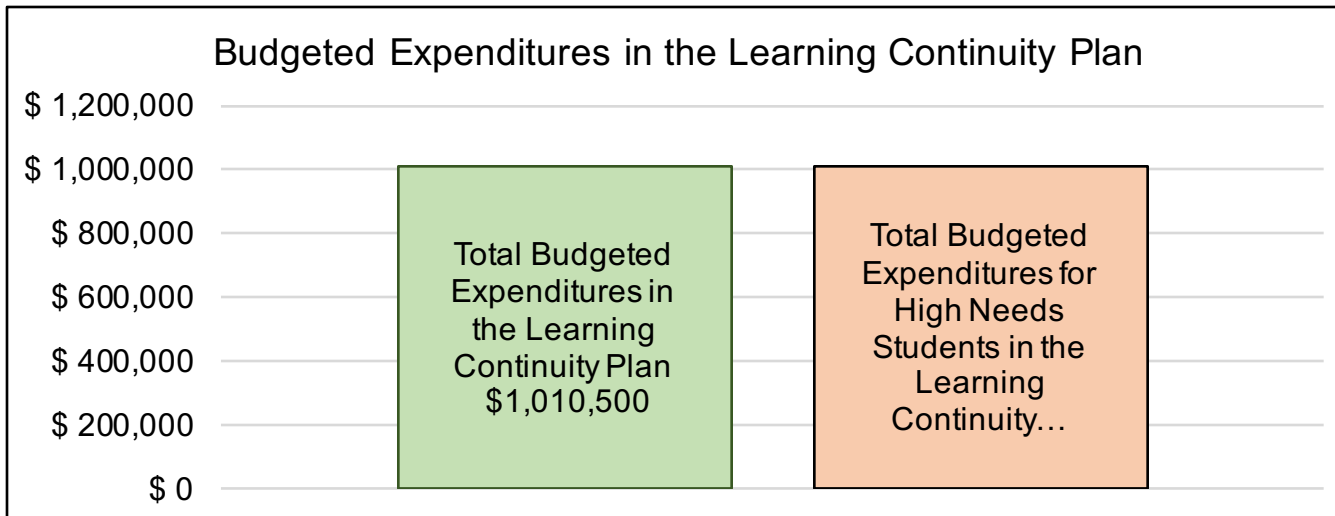 Budgeted Expenditures in the Learning Continuity Plan
$ 1,200,000
$ 1,000,000
$ 800,000
$ 600,000
$ 400,000
$ 200,000
$ 0
Total Budgeted
Expenditures in
the Learning
Continuity Plan
$1,010,500
Total Budgeted
Expenditures for
High Needs
Students in the
Learning
Continuity…